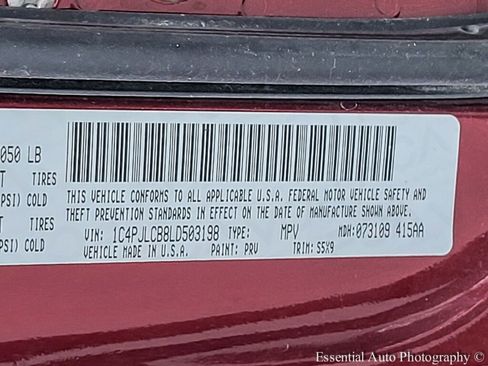 050 LB
T TIRES
PSI) COLD
T TIRES
PSI) COLD
THIS VEHICLE CONFORMS TO ALL APPLICABLE U.S.A. FEDERAL MOTOR VEHICLE SAFETY AND
THEFT PREVENTION STANDARDS IN EFFECT ON THE DATE OF MANUFACTURE SHOWN ABOVE.
VIN: 1C4PJLCB8LD503198 TYPE: MPV MDH: 073109 415AA
VEHICLE MADE IN U.S.A. PAINT: PRV TRIM: S5X9
Essential Auto Photography ©